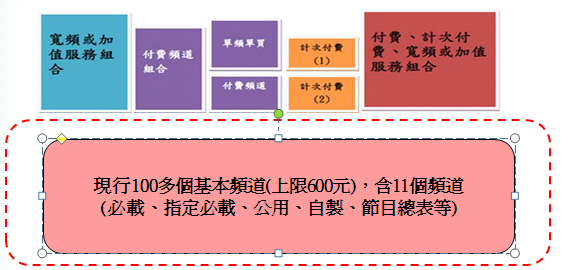 寬頻或加
值服務組
合
付費頻道
組合
單頻單買
付費頻道
計次付費
(1)
計次付費
(2)
付費、計次付
費、寬頻或加值
服務組合
現行100多個基本頻道(上限600元)，含11個頻道
(必載、指定必載、公用、自製、節目總表等)